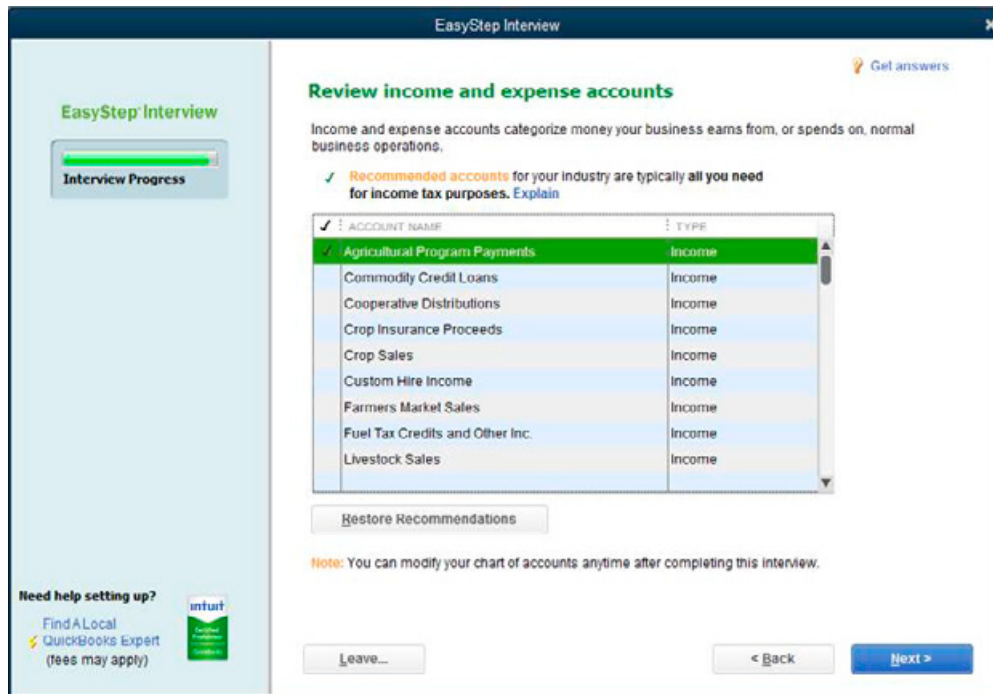 EasyStep Interview
Get answers
EasyStep Interview
Interview Progress
Review income and expense accounts
Income and expense accounts categorize money your business earns from, or spends on, normal
business operations.
✓ Recommended accounts for your industry are typically all you need
for income tax purposes. Explain
✓ ACCOUNT NAME TYPE
✓ Agricultural Program Payments Income
Commodity Credit Loans Income
Cooperative Distributions Income
Crop Insurance Proceeds Income
Crop Sales Income
Custom Hire Income Income
Farmers Market Sales Income
Fuel Tax Credits and Other Inc. Income
Livestock Sales Income
Restore Recommendations
Note: You can modify your chart of accounts anytime after completing this interview.
Need help setting up?
Find A Local
QuickBooks Expert
(fees may apply)
intuit
Leave...
< Back
Next >